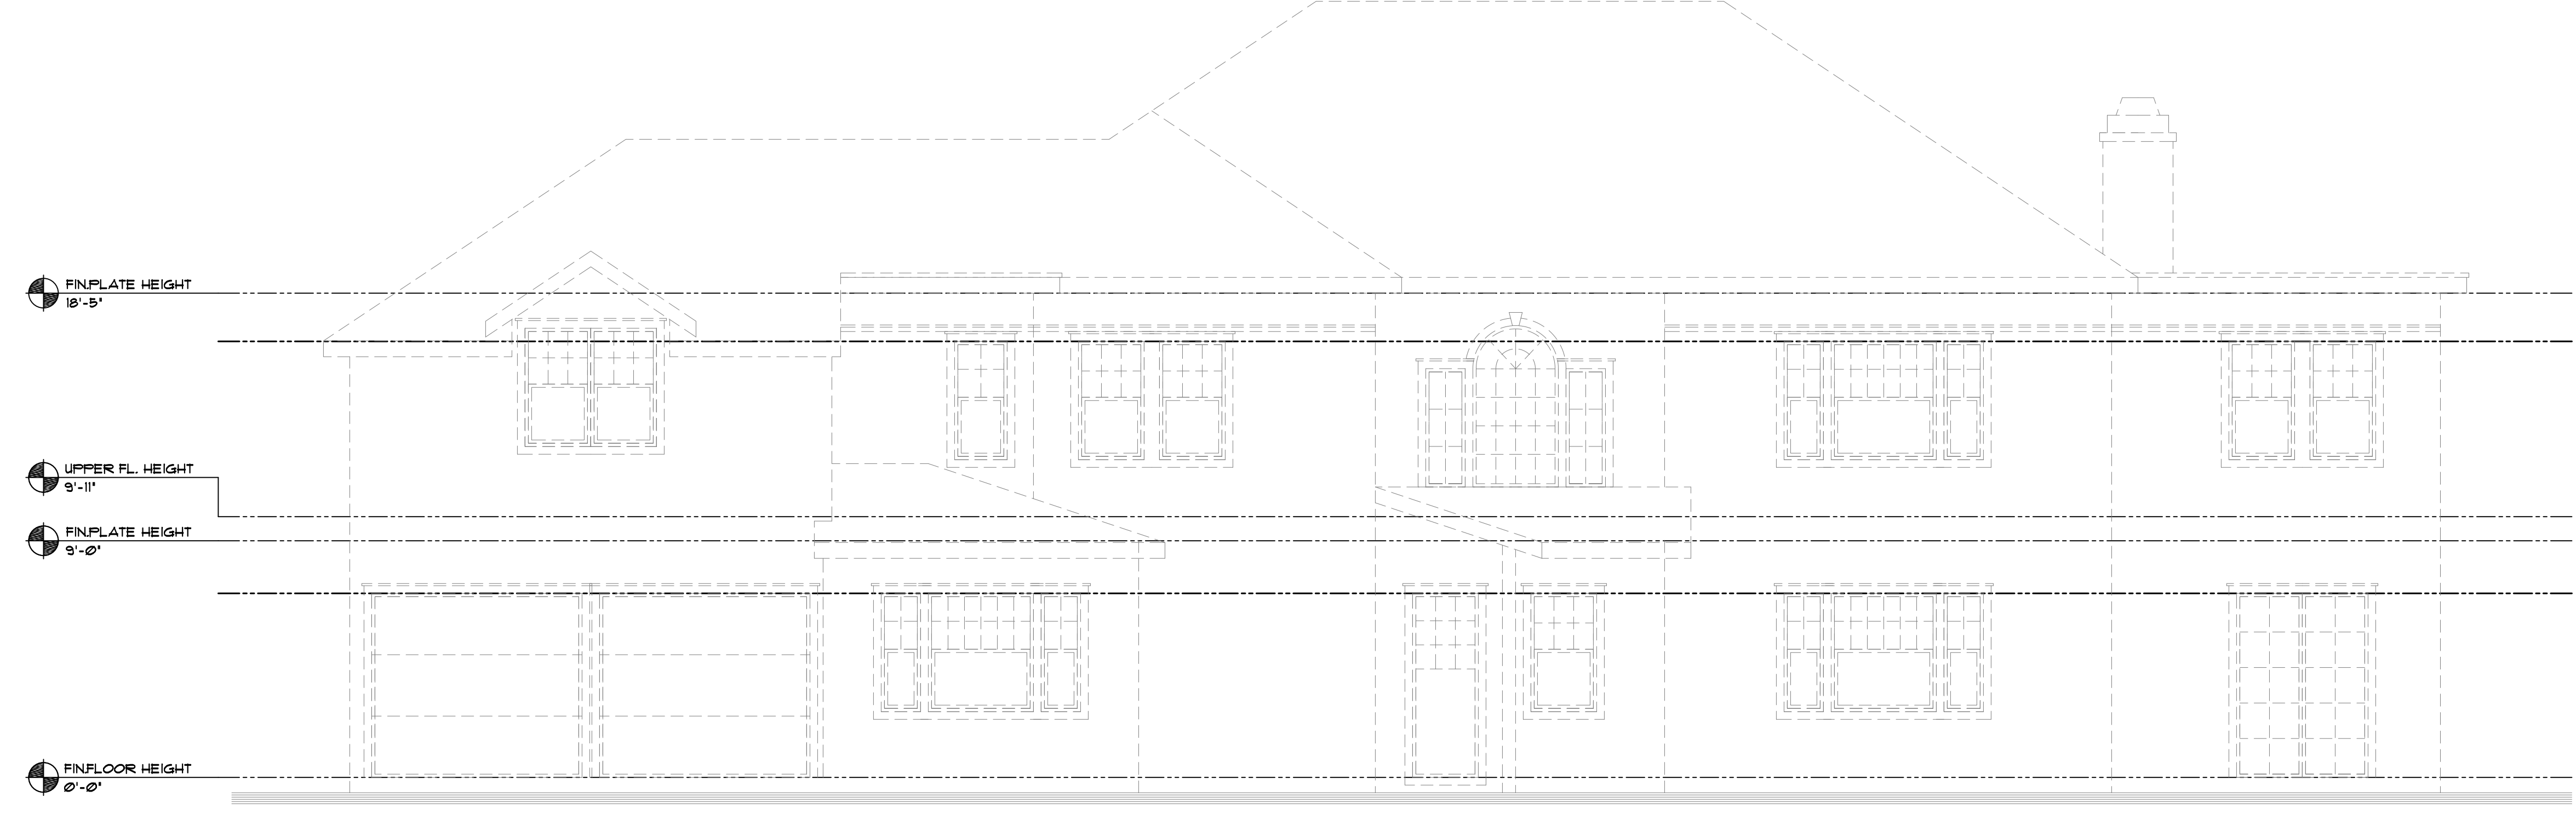 FIN.PLATE HEIGHT
18'-5"
UPPER FL. HEIGHT
9'-11"
FIN.PLATE HEIGHT
9'-0"
FIN.FLOOR HEIGHT
0'-0"